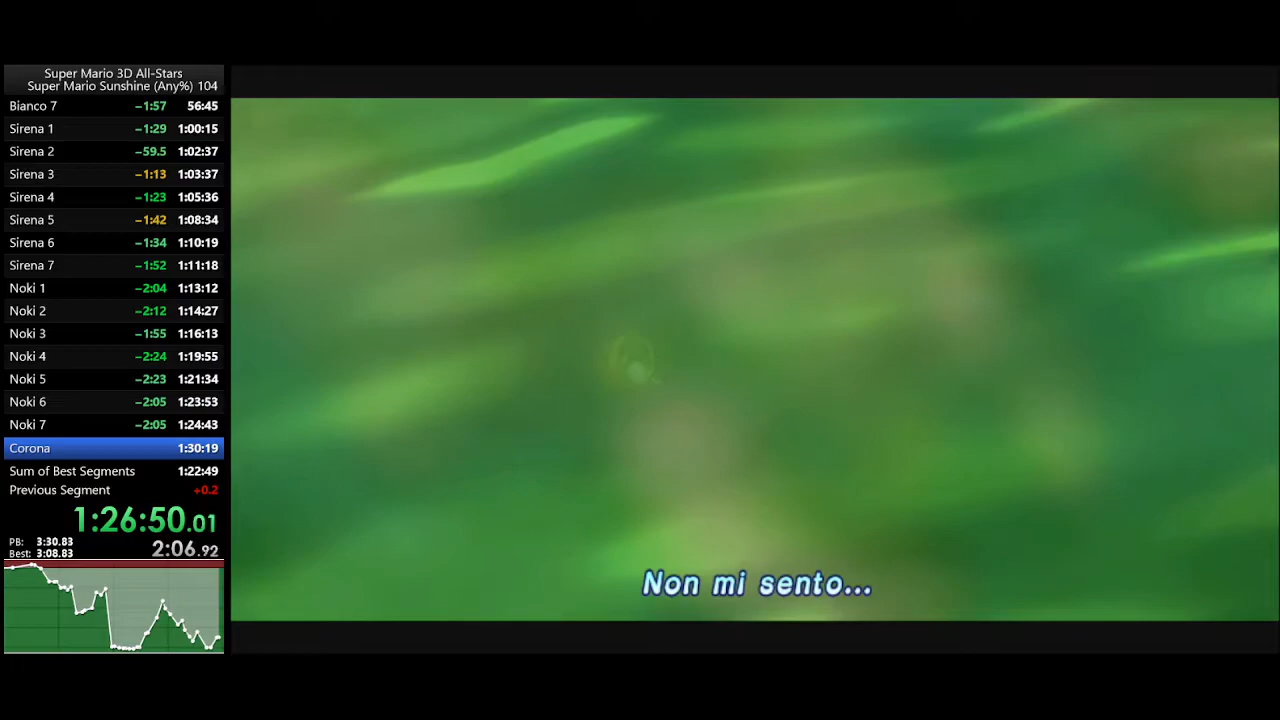 Super Mario 3D All-Stars
Super Mario Sunshine (Any%) 104
Bianco 7 −1:57 56:45
Sirena 1 −1:29 1:00:15
Sirena 2 −59.5 1:02:37
Sirena 3 −1:13 1:03:37
Sirena 4 −1:23 1:05:36
Sirena 5 −1:42 1:08:34
Sirena 6 −1:34 1:10:19
Sirena 7 −1:52 1:11:18
Noki 1 −2:04 1:13:12
Noki 2 −2:12 1:14:27
Noki 3 −1:55 1:16:13
Noki 4 −2:24 1:19:55
Noki 5 −2:23 1:21:34
Noki 6 −2:05 1:23:53
Noki 7 −2:05 1:24:43
Corona 1:30:19
Sum of Best Segments 1:22:49
Previous Segment +0.2
1:26:50.01
PB: 3:30.83
Best: 3:08.83 2:06.92
Non mi sento...